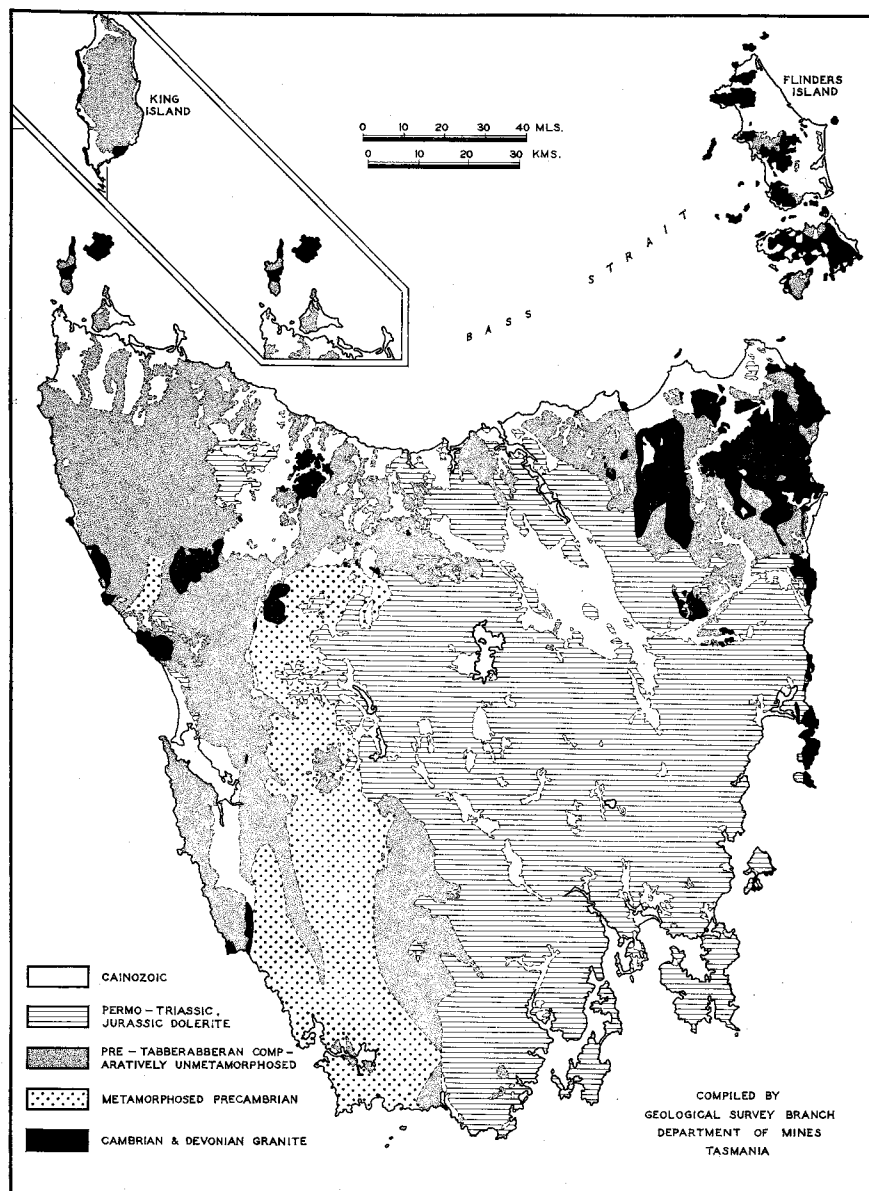 KING
ISLAND
FLINDERS
ISLAND
0 10 20 30 40 MLS.
0 10 20 30 KMS.
BASS STRAIT
CAINOZOIC
PERMO-TRIASSIC,
JURASSIC DOLERITE
PRE-TABBERABBERAN COMP-
ARATIVELY UNMETAMORPHOSED
METAMORPHOSED PRECAMBRIAN
CAMBRIAN & DEVONIAN GRANITE
COMPILED BY
GEOLOGICAL SURVEY BRANCH
DEPARTMENT OF MINES
TASMANIA